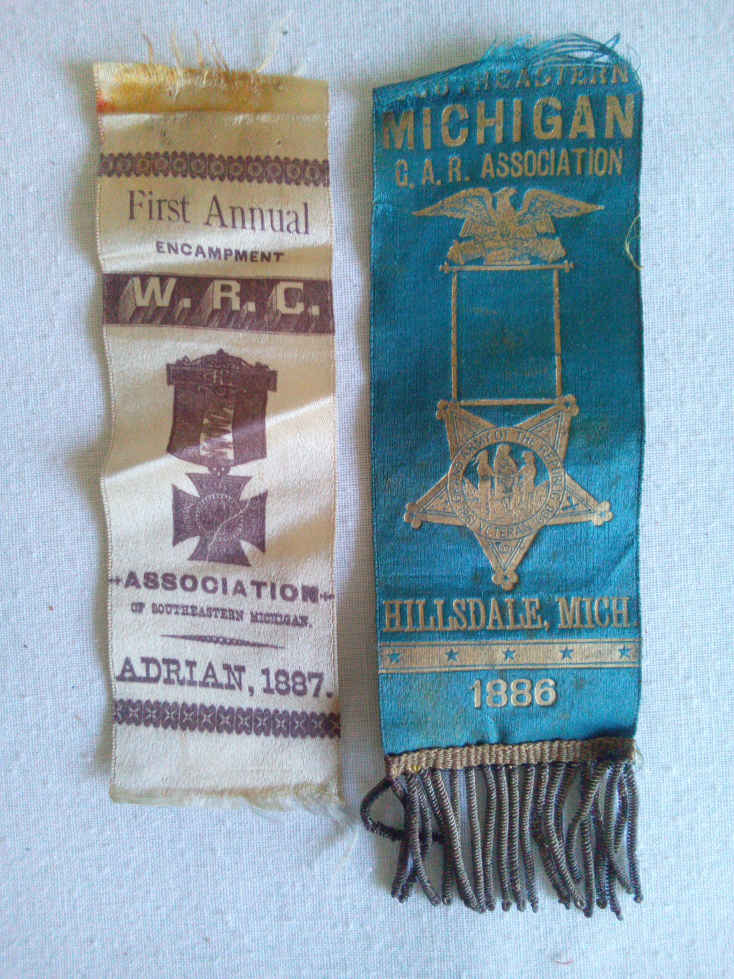 First Annual
ENCAMPMENT
W. R. C.
ASSOCIATION
OF SOUTHEASTERN MICHIGAN.
ADRIAN, 1887.
MICHIGAN
G. A. R. ASSOCIATION
HILLSDALE, MICH.
1886